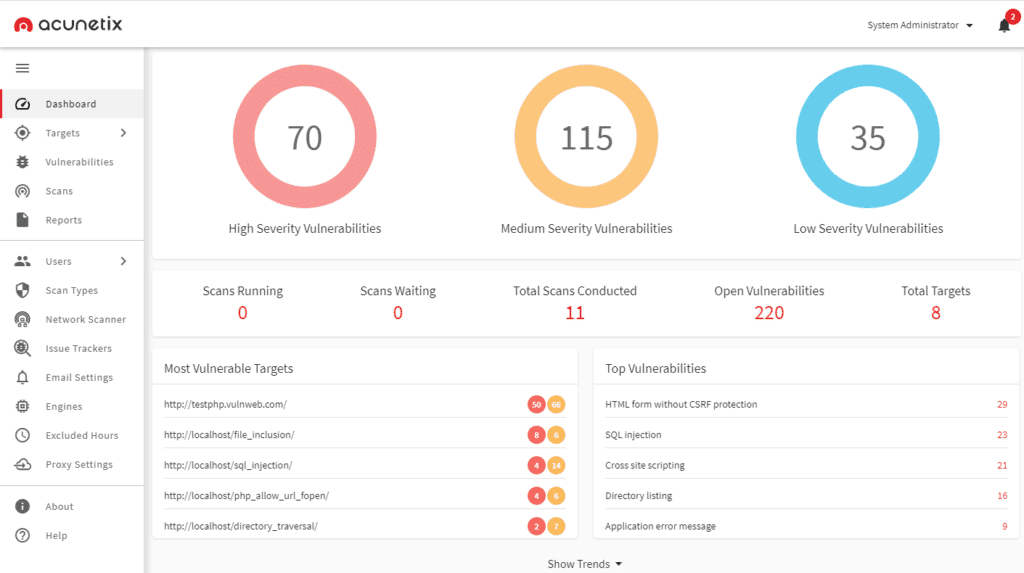 acunetix
System Administrator
2
Dashboard
Targets
Vulnerabilities
Scans
Reports
Users
Scan Types
Network Scanner
Issue Trackers
Email Settings
Engines
Excluded Hours
Proxy Settings
About
Help
70 115 35
High Severity Vulnerabilities Medium Severity Vulnerabilities Low Severity Vulnerabilities
Scans Running Scans Waiting Total Scans Conducted Open Vulnerabilities Total Targets
0 0 11 220 8
Most Vulnerable Targets
http://testphp.vulnweb.com/ 50 66
http://localhost/file_inclusion/ 8 6
http://localhost/sql_injection/ 4 14
http://localhost/php_allow_url_fopen/ 4 6
http://localhost/directory_traversal/ 2 7
Top Vulnerabilities
HTML form without CSRF protection 29
SQL injection 23
Cross site scripting 21
Directory listing 16
Application error message 9
Show Trends